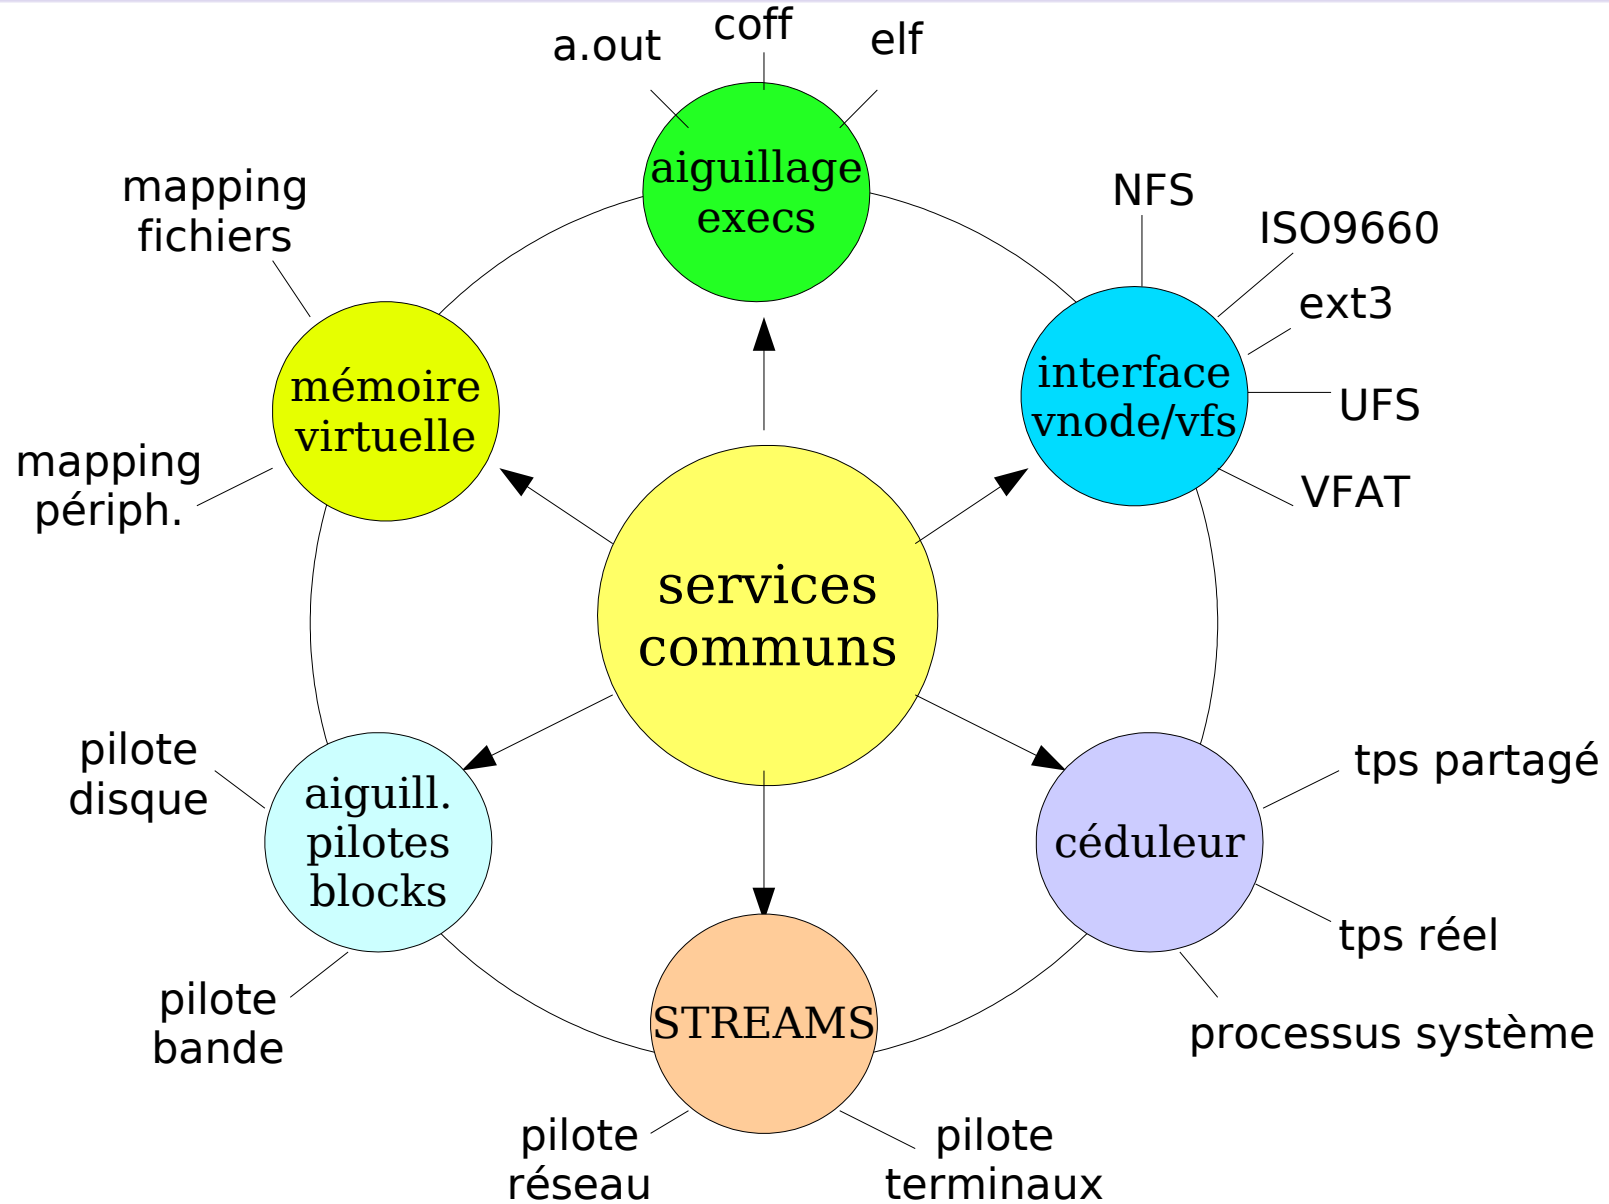 coff
a.out
elf
aiguillage
execs
mapping
fichiers
NFS
ISO9660
ext3
UFS
VFAT
interface
vnode/vfs
mémoire
virtuelle
mapping
périph.
services
communs
pilote
disque
aiguill.
pilotes
blocks
céduleur
tps partagé
tps réel
processus système
pilote
bande
STREAMS
pilote
réseau
pilote
terminaux